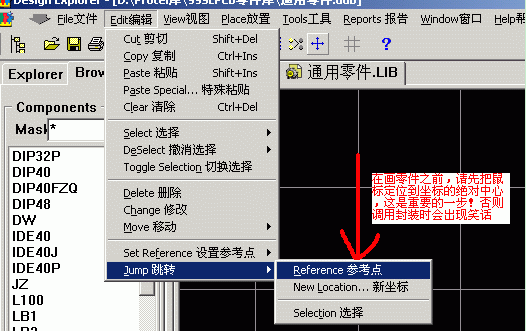 Design Explorer - [D:\Protel库\99SEPCB零件库\通用零件.ddb]
File文件 Edit编辑 View视图 Place放置 Tools工具 Reports 报告 Window窗口 Help帮助
Explorer Brow
通用零件.LIB
Components
Mask *
DIP32P
DIP40
DIP40FZQ
DIP48
DW
IDE40
IDE40J
IDE40P
JZ
L100
LB1
Cut 剪切 Shift+Del
Copy 复制 Ctrl+Ins
Paste 粘贴 Shift+Ins
Paste Special... 特殊粘贴
Clear 清除 Ctrl+Del
Select 选择
DeSelect 撤消选择
Toggle Selection 切换选择
Delete 删除
Change 修改
Move 移动
Set Reference 设置参考点
Jump 跳转
Reference 参考点
New Location... 新坐标
Selection 选择
在画零件之前，请先把鼠
标定位到坐标的绝对中心
，这是重要的一步！否则
调用封装时会出现笑话